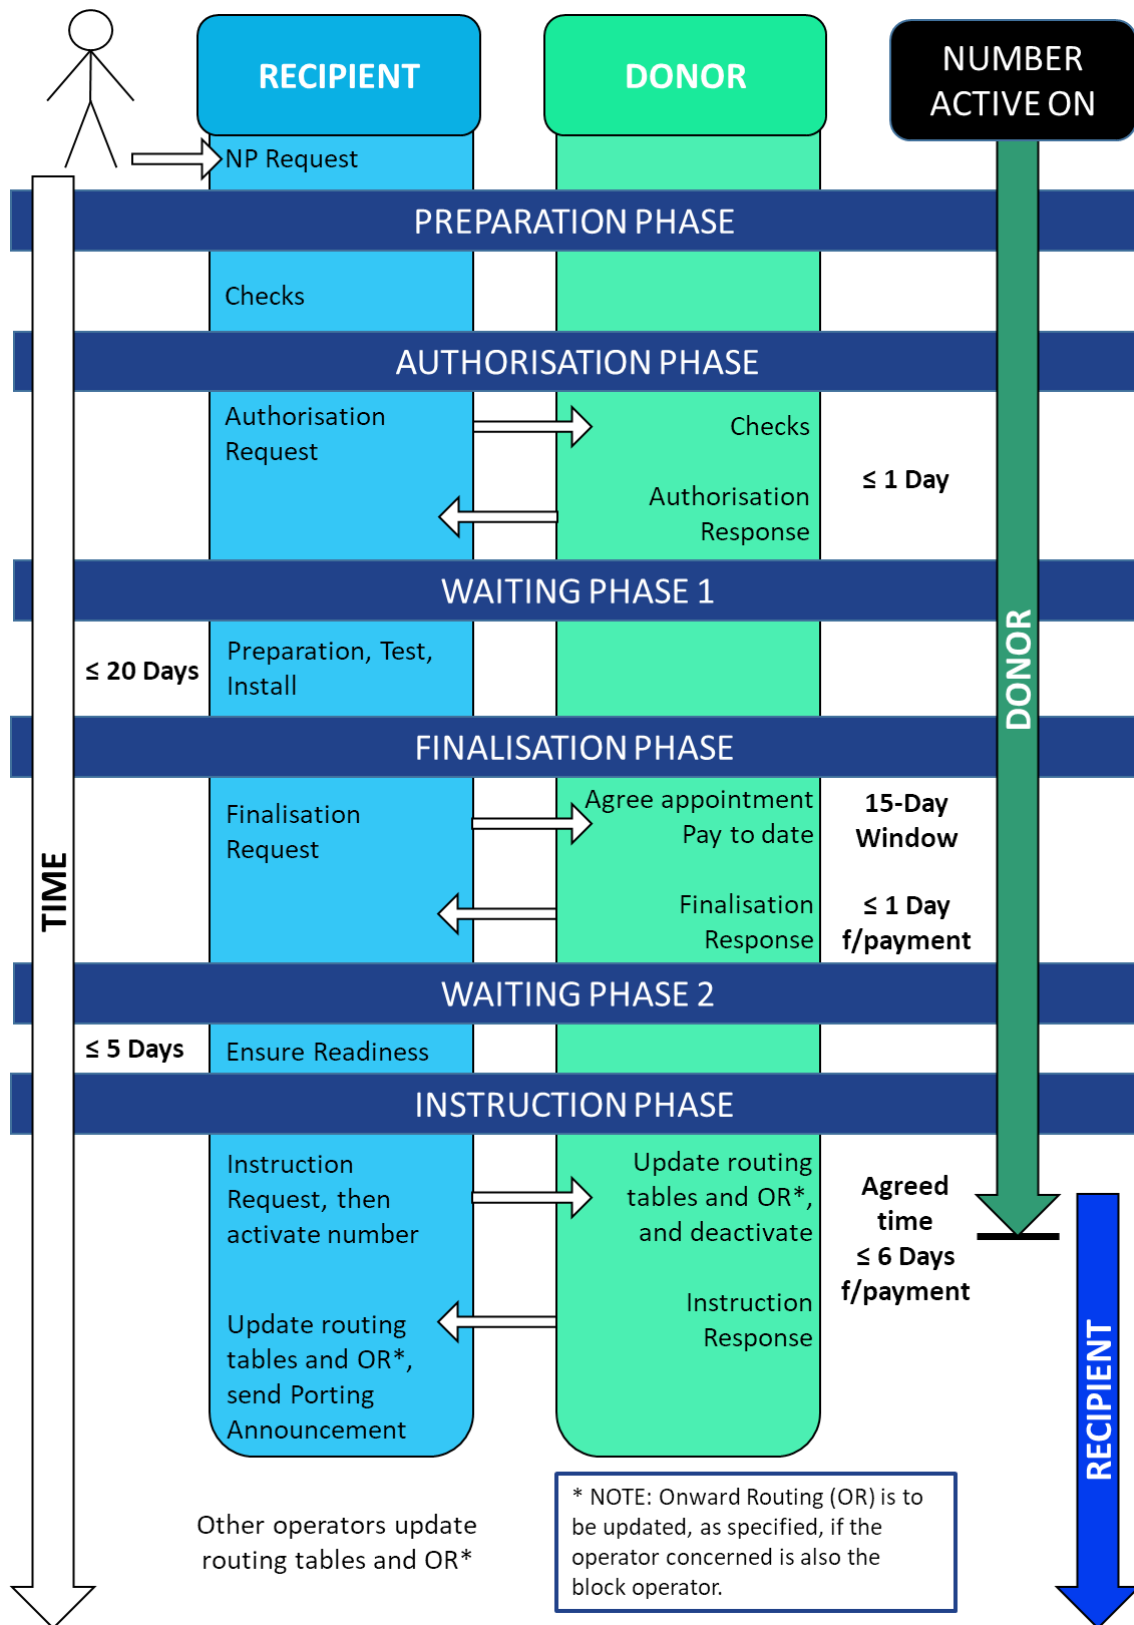 RECIPIENT
DONOR
NUMBER
ACTIVE ON
NP Request
PREPARATION PHASE
Checks
AUTHORISATION PHASE
Authorisation
Request
Checks
Authorisation
Response
≤ 1 Day
WAITING PHASE 1
≤ 20 Days
Preparation, Test,
Install
FINALISATION PHASE
Finalisation
Request
Agree appointment
Pay to date
15-Day
Window
Finalisation
Response
≤ 1 Day
f/payment
WAITING PHASE 2
≤ 5 Days
Ensure Readiness
INSTRUCTION PHASE
Instruction
Request, then
activate number
Update routing
tables and OR*,
and deactivate
Agreed
time
≤ 6 Days
f/payment
Instruction
Response
Update routing
tables and OR*,
send Porting
Announcement
Other operators update
routing tables and OR*
* NOTE: Onward Routing (OR) is to
be updated, as specified, if the
operator concerned is also the
block operator.
TIME
DONOR
RECIPIENT